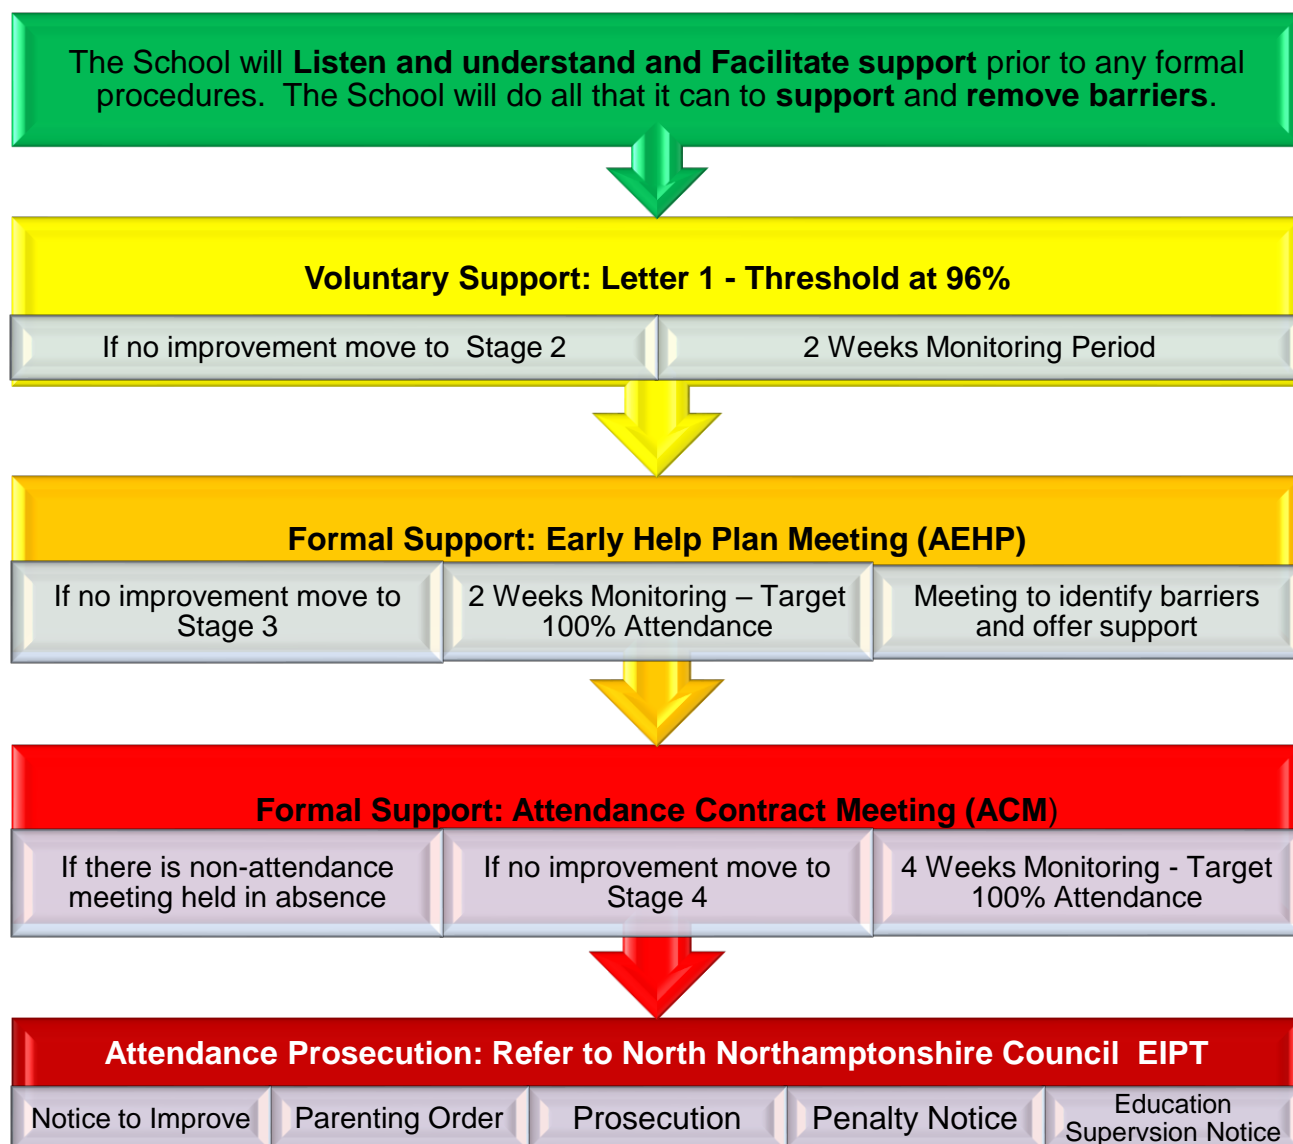 The School will Listen and understand and Facilitate support prior to any formal
procedures.  The School will do all that it can to support and remove barriers.
Voluntary Support: Letter 1 - Threshold at 96%
If no improvement move to  Stage 2
2 Weeks Monitoring Period
Formal Support: Early Help Plan Meeting (AEHP)
If no improvement move to
Stage 3
2 Weeks Monitoring – Target
100% Attendance
Meeting to identify barriers
and offer support
Formal Support: Attendance Contract Meeting (ACM)
If there is non-attendance
meeting held in absence
If no improvement move to
Stage 4
4 Weeks Monitoring - Target
100% Attendance
Attendance Prosecution: Refer to North Northamptonshire Council  EIPT
Notice to Improve
Parenting Order
Prosecution
Penalty Notice
Education
Supervsion Notice